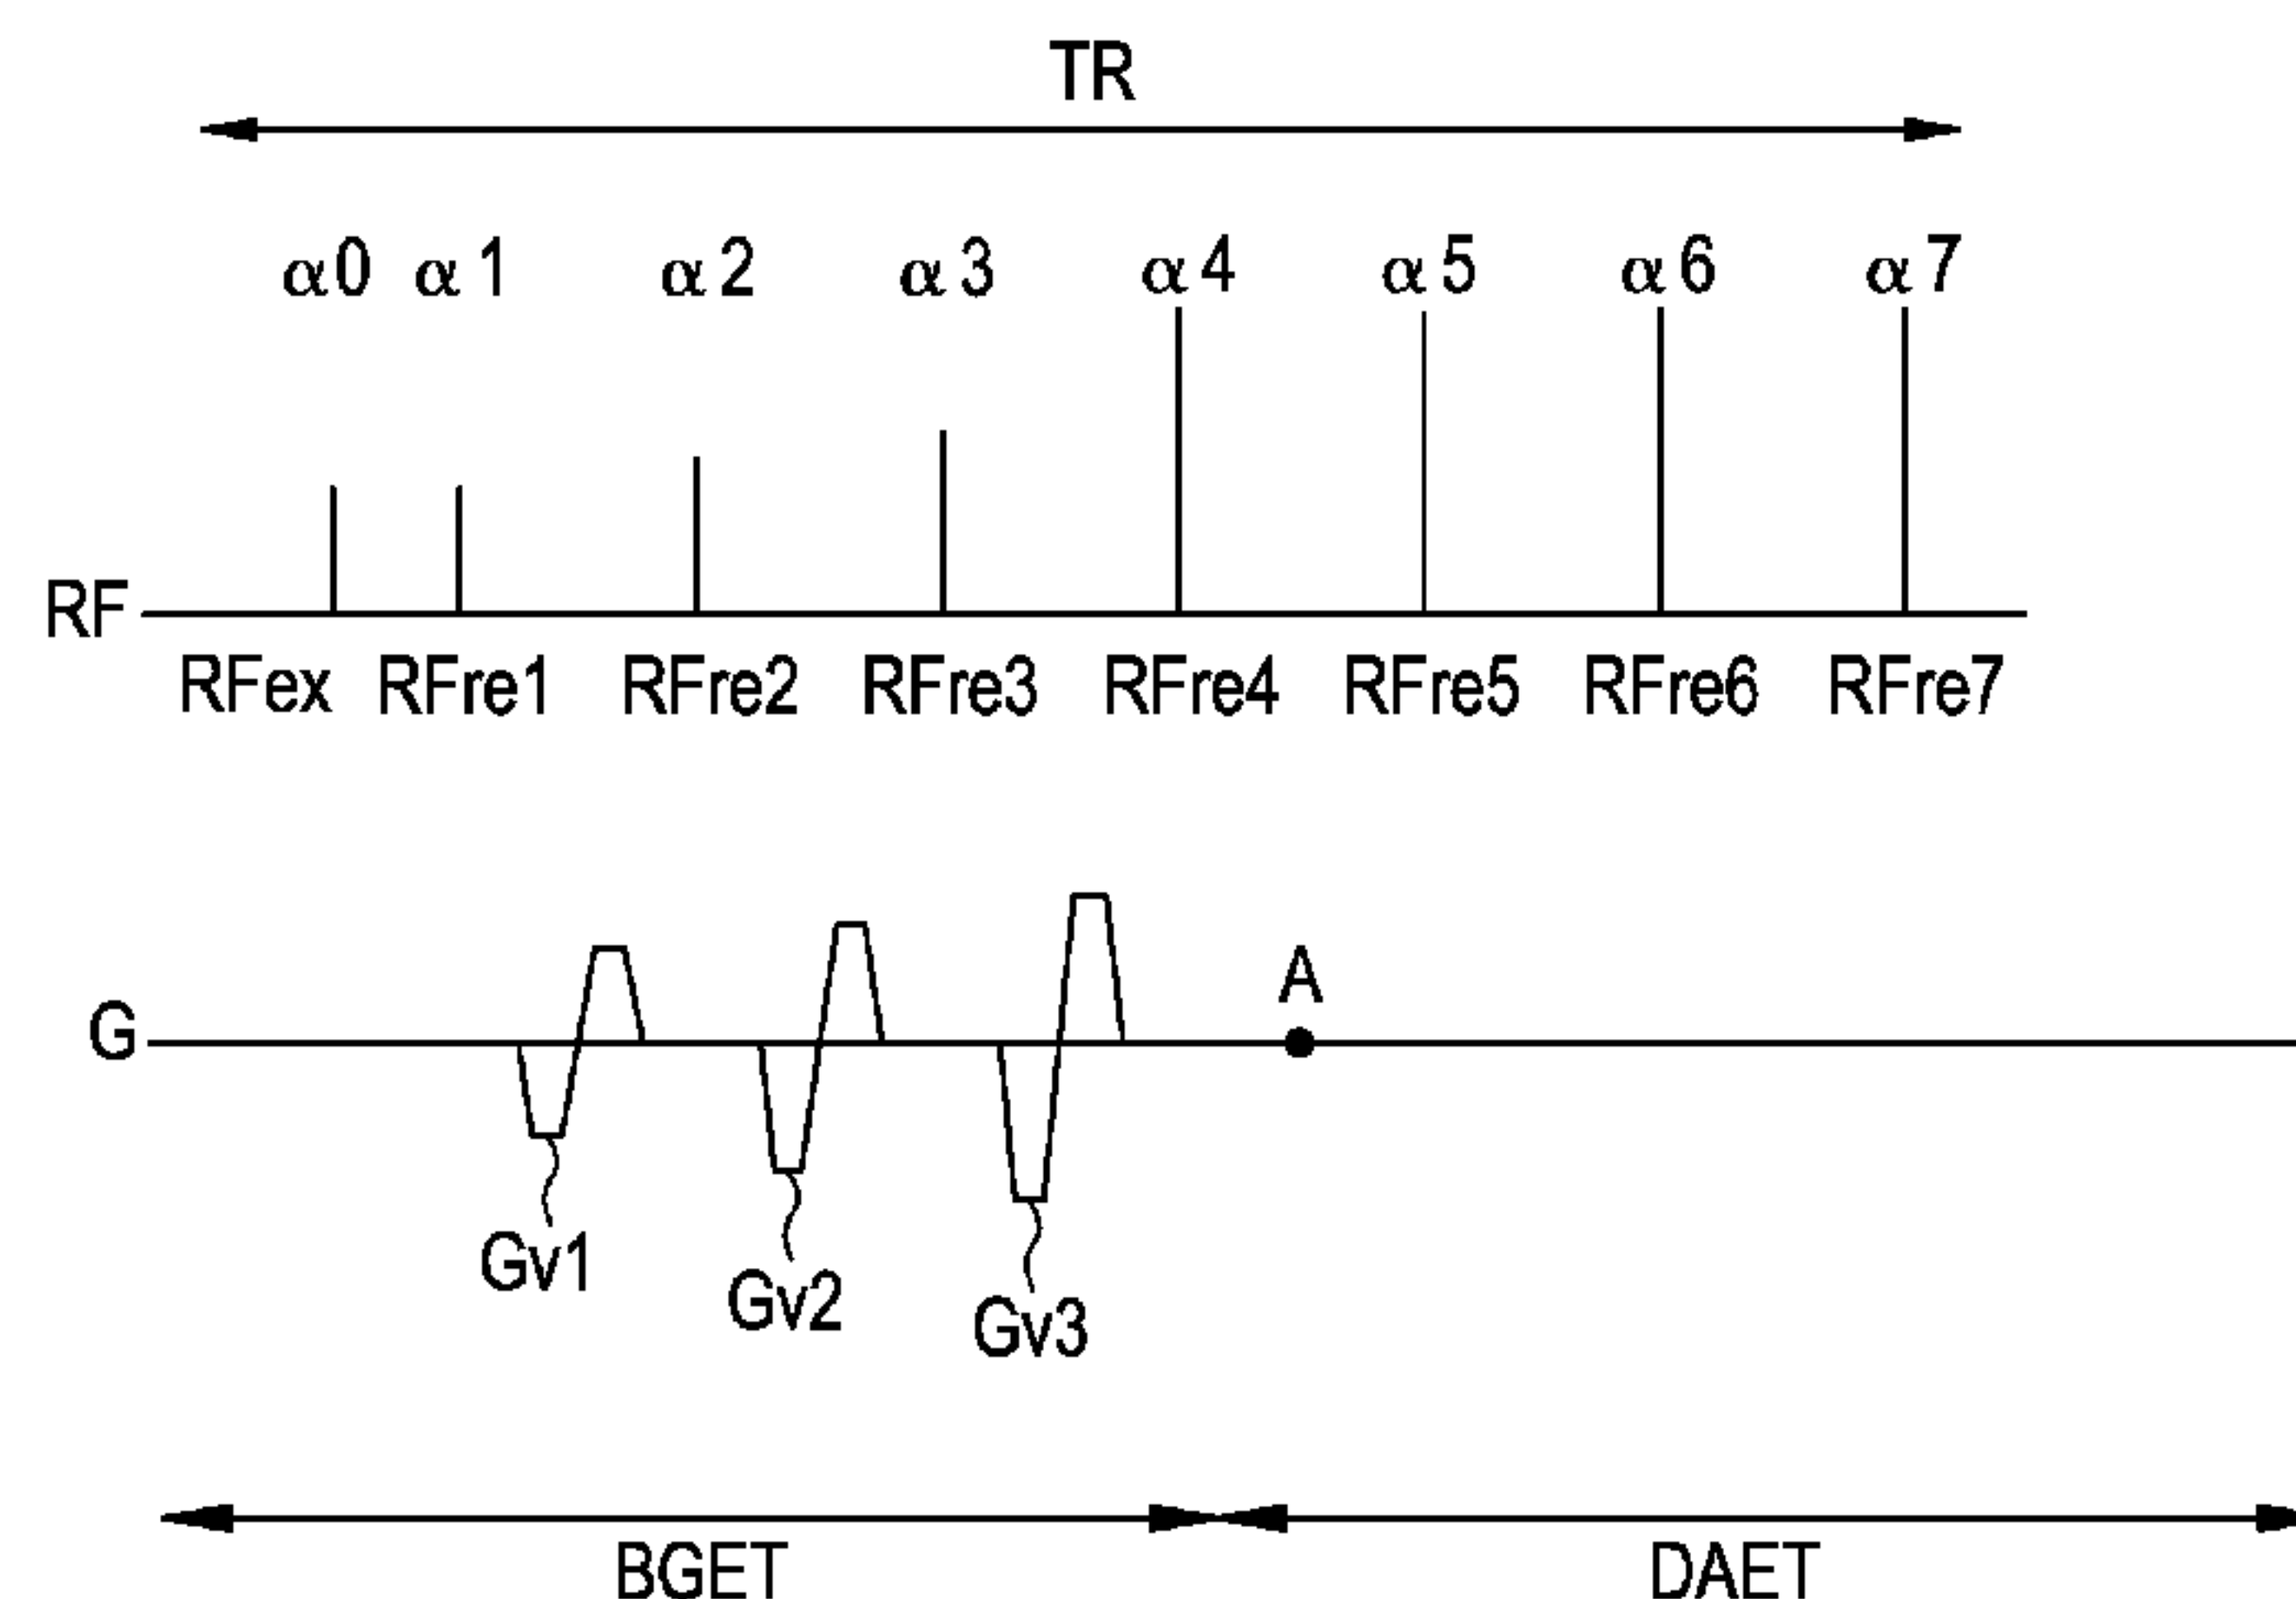 TR
α0 α1 α2 α3 α4 α5 α6 α7
RF
RFex RFre1 RFre2 RFre3 RFre4 RFre5 RFre6 RFre7
A
G
Gv1
Gv2
Gv3
BGET DAET